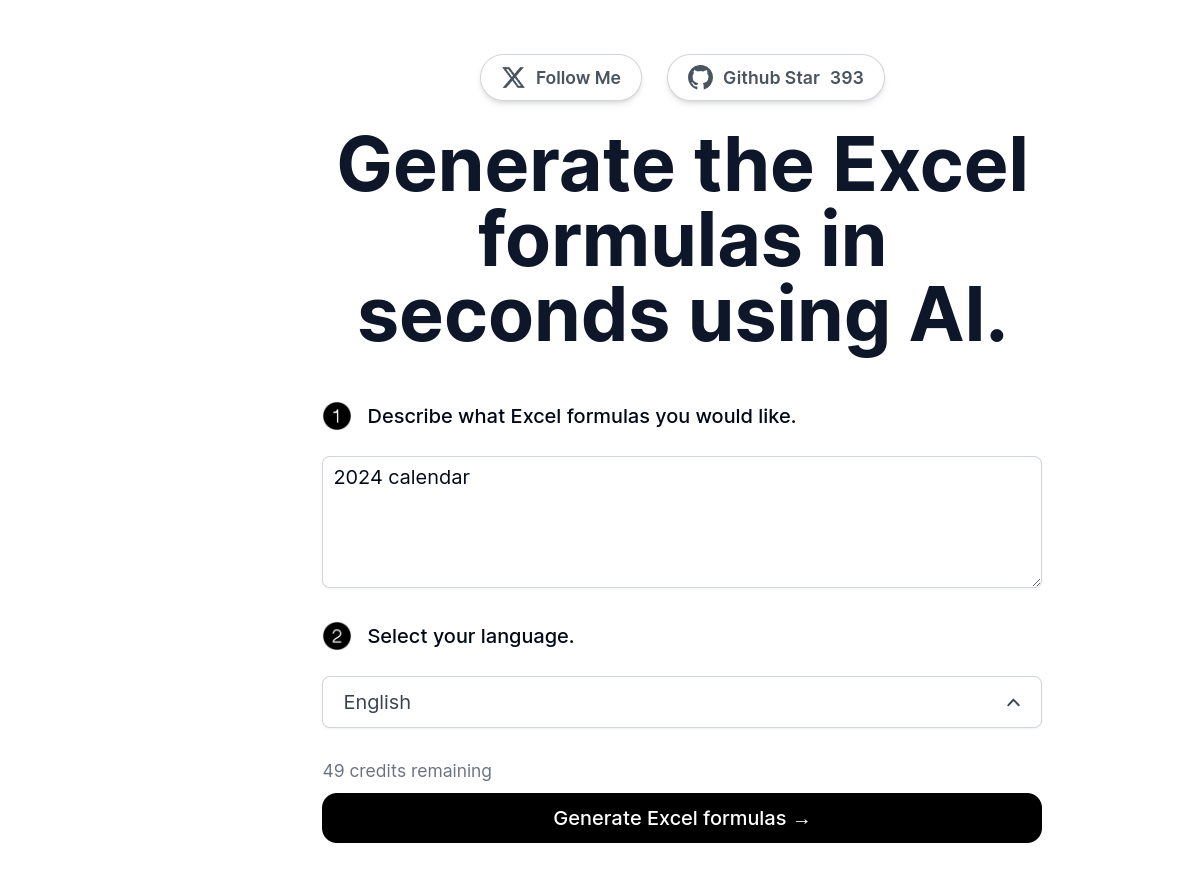 Follow Me
Github Star 393
Generate the Excel
formulas in
seconds using AI.
1 Describe what Excel formulas you would like.
2024 calendar
2 Select your language.
English
49 credits remaining
Generate Excel formulas →